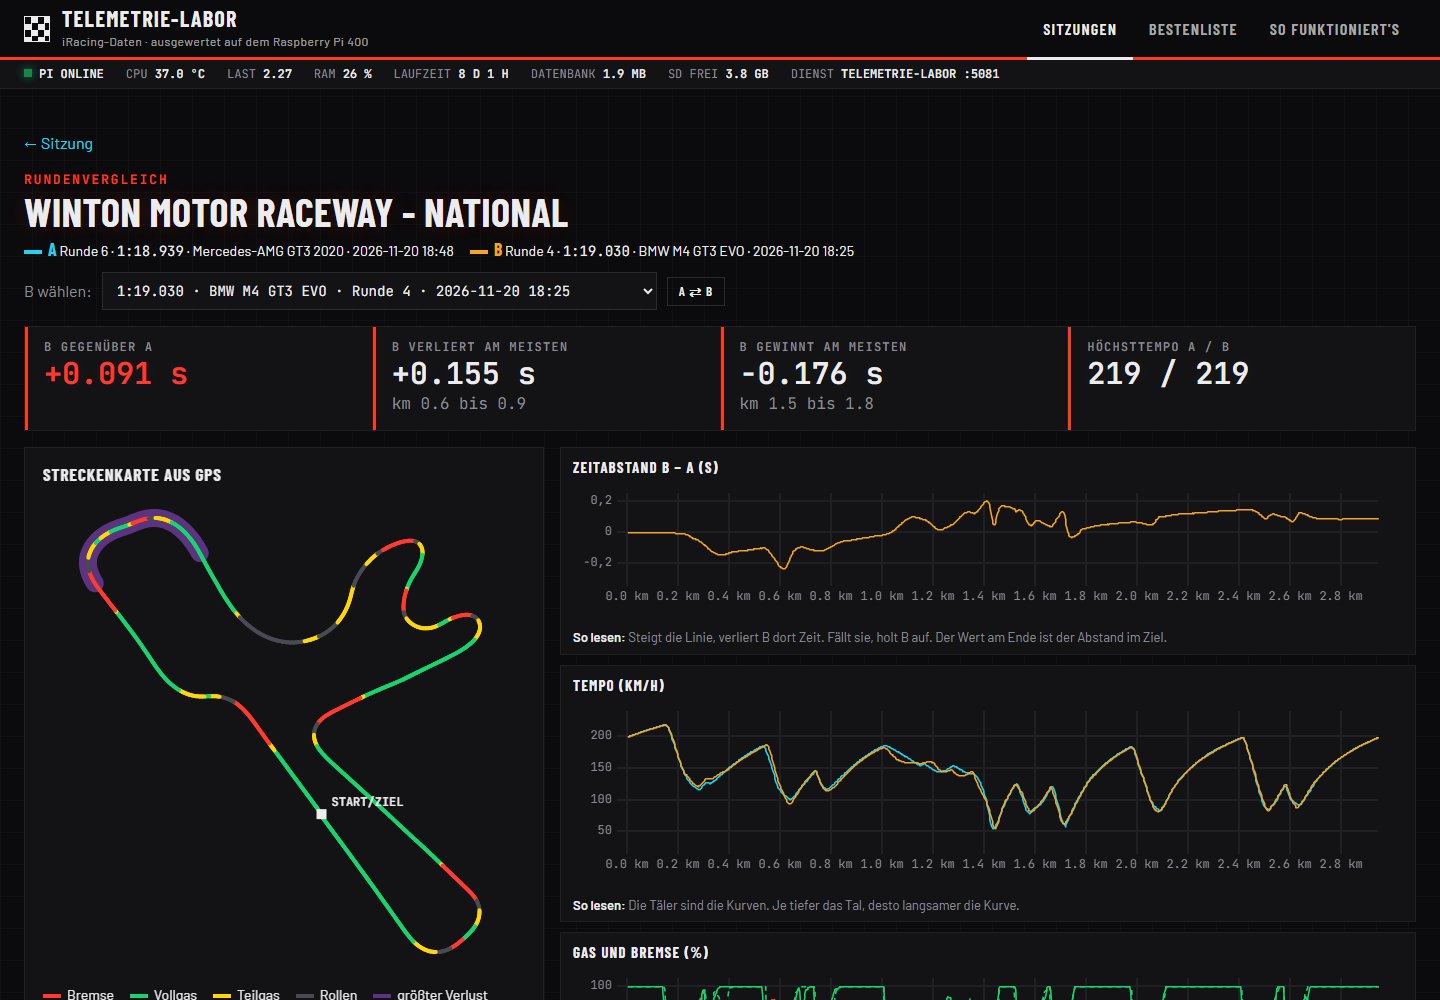 TELEMETRIE-LABOR
iRacing-Daten · ausgewertet auf dem Raspberry Pi 400
SITZUNGEN BESTENLISTE SO FUNKTIONIERT'S
PI ONLINE CPU 37.0 °C LAST 2.27 RAM 26 % LAUFZEIT 8 D 1 H DATENBANK 1.9 MB SD FREI 3.8 GB DIENST TELEMETRIE-LABOR :5081
← Sitzung
RUNDENVERGLEICH
WINTON MOTOR RACEWAY - NATIONAL
A Runde 6 · 1:18.939 · Mercedes-AMG GT3 2020 · 2026-11-20 18:48 B Runde 4 · 1:19.030 · BMW M4 GT3 EVO · 2026-11-20 18:25
B wählen: 1:19.030 · BMW M4 GT3 EVO · Runde 4 · 2026-11-20 18:25 A ⇄ B
B GEGENÜBER A
+0.091 s
B VERLIERT AM MEISTEN
+0.155 s
km 0.6 bis 0.9
B GEWINNT AM MEISTEN
-0.176 s
km 1.5 bis 1.8
HÖCHSTTEMPO A / B
219 / 219
STRECKENKARTE AUS GPS
START/ZIEL
Bremse Vollgas Teilgas Rollen größter Verlust
ZEITABSTAND B – A (S)
0,2
0
-0,2
0.0 km 0.2 km 0.4 km 0.6 km 0.8 km 1.0 km 1.2 km 1.4 km 1.6 km 1.8 km 2.0 km 2.2 km 2.4 km 2.6 km 2.8 km
So lesen: Steigt die Linie, verliert B dort Zeit. Fällt sie, holt B auf. Der Wert am Ende ist der Abstand im Ziel.
TEMPO (KM/H)
200
150
100
50
0.0 km 0.2 km 0.4 km 0.6 km 0.8 km 1.0 km 1.2 km 1.4 km 1.6 km 1.8 km 2.0 km 2.2 km 2.4 km 2.6 km 2.8 km
So lesen: Die Täler sind die Kurven. Je tiefer das Tal, desto langsamer die Kurve.
GAS UND BREMSE (%)
100